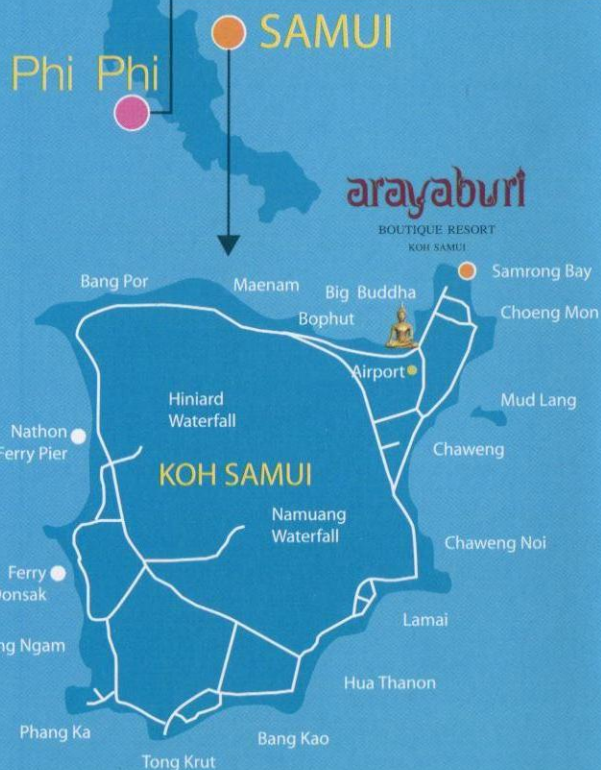 SAMUI
Phi Phi
arayaburi
BOUTIQUE RESORT
KOH SAMUI
Samrong Bay
Bang Por
Maenam
Big Buddha
Bophut
Choeng Mon
Airport
Hiniard
Waterfall
Mud Lang
Nathon
Ferry Pier
Chaweng
KOH SAMUI
Namuang
Waterfall
Chaweng Noi
Ferry
Donsak
Lamai
Ngam
Hua Thanon
Phang Ka
Bang Kao
Tong Krut